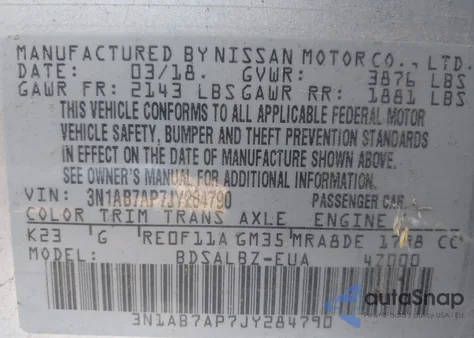 MANUFACTURED BY NISSAN MOTOR CO., LTD.
DATE: 03/18. GVWR: 3876 LBS
GAWR FR: 2143 LBS GAWR RR: 1881 LBS
THIS VEHICLE CONFORMS TO ALL APPLICABLE FEDERAL MOTOR
VEHICLE SAFETY, BUMPER AND THEFT PREVENTION STANDARDS
IN EFFECT ON THE DATE OF MANUFACTURE SHOWN ABOVE.
SEE OWNER'S MANUAL FOR ADDITIONAL INFORMATION.
VIN: 3N1AB7AP7JY284790 PASSENGER CAR
COLOR TRIM TRANS AXLE ENGINE
K23 G RE0F11A GM35 MRA8DE CC
MODEL: BDSALBZ-EUA 47000
3N1AB7AP7JY284790
autoSnap